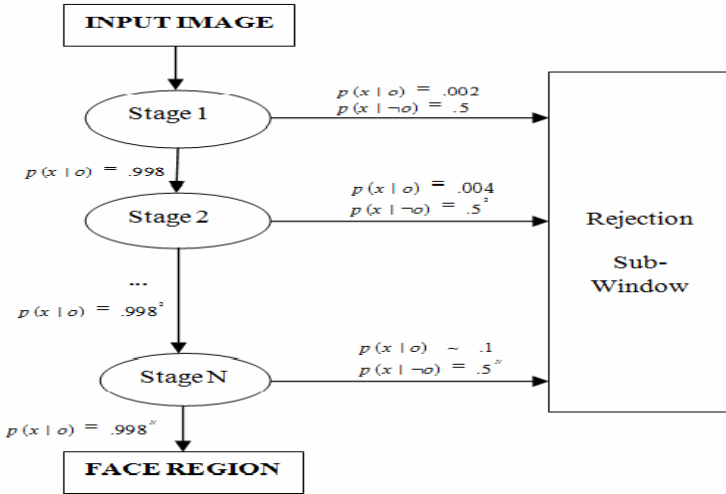 INPUT IMAGE
Stage 1
p (x | o) = .002
p (x | ¬o) = .5
p (x | o) = .998
Stage 2
p (x | o) = .004
p (x | ¬o) = .5²
Rejection
Sub-
Window
...
p (x | o) = .998²
Stage N
p (x | o) ~ .1
p (x | ¬o) = .5ᴺ
p (x | o) = .998ᴺ
FACE REGION